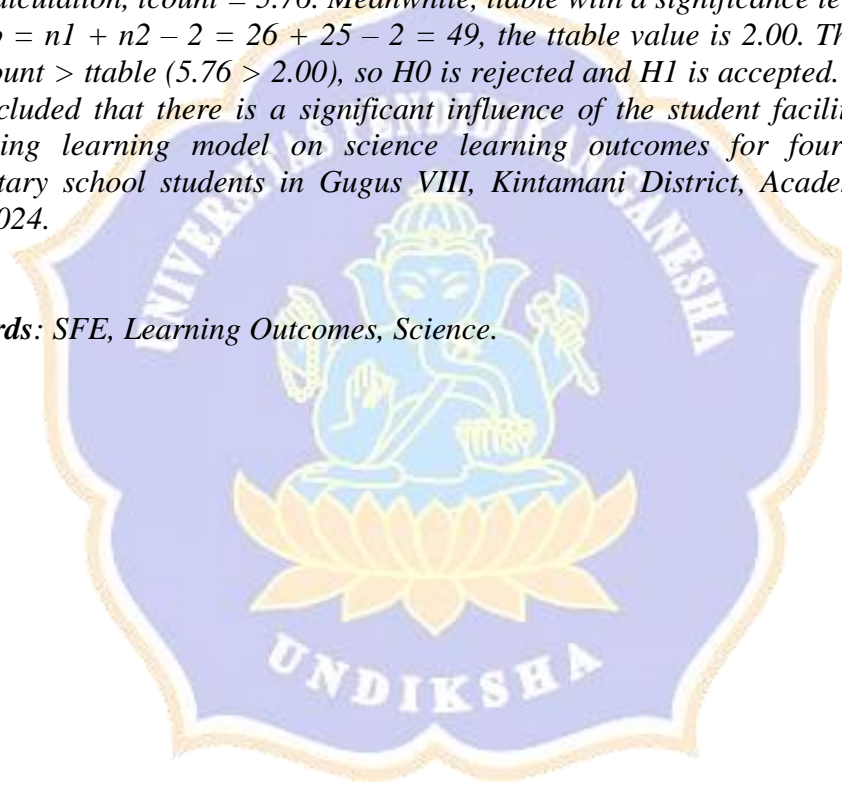 calculation, tcount = 5.76. Meanwhile, ttable with a significance le
= n1 + n2 – 2 = 26 + 25 – 2 = 49, the ttable value is 2.00. Th
ount > ttable (5.76 > 2.00), so H0 is rejected and H1 is accepted.
cluded that there is a significant influence of the student facili
ing learning model on science learning outcomes for four
tary school students in Gugus VIII, Kintamani District, Acade
024.
rds: SFE, Learning Outcomes, Science.
UNIVERSITAS PENDIDIKAN GANESHA
UNDIKSHA